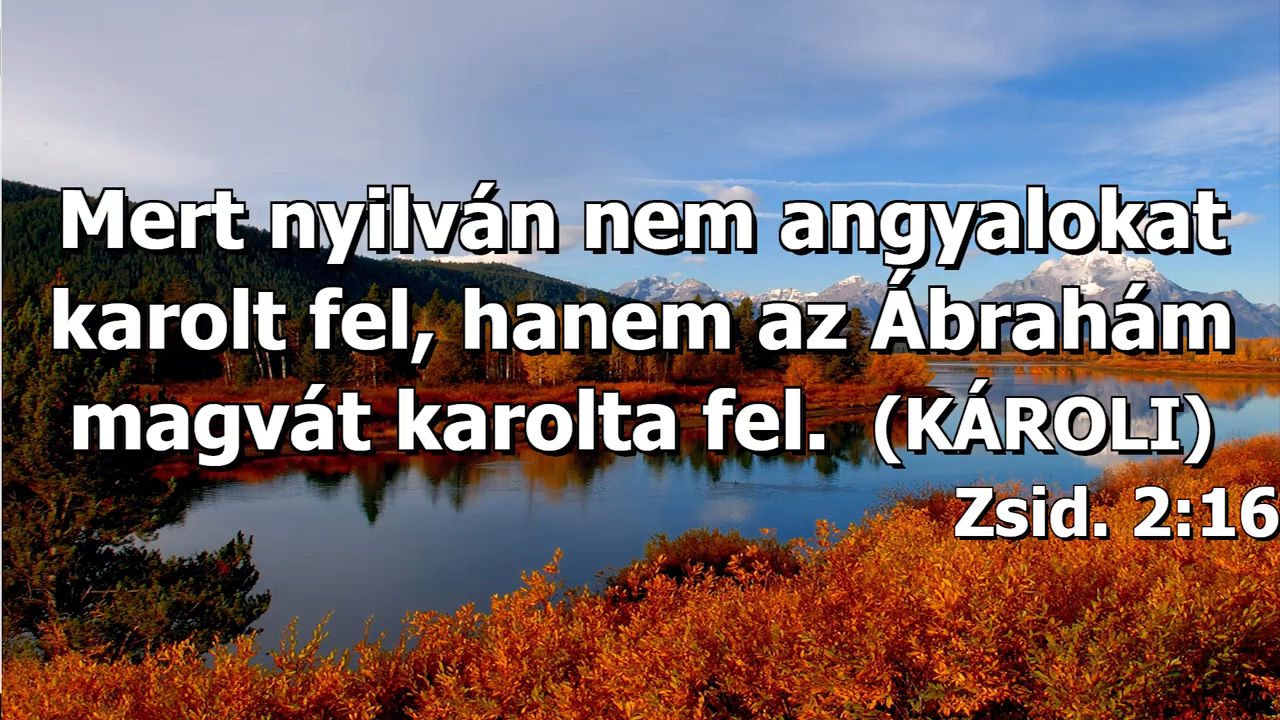 Mert nyilván nem angyalokat
karolt fel, hanem az Ábrahám
magvát karolta fel. (KÁROLI)
Zsid. 2:16